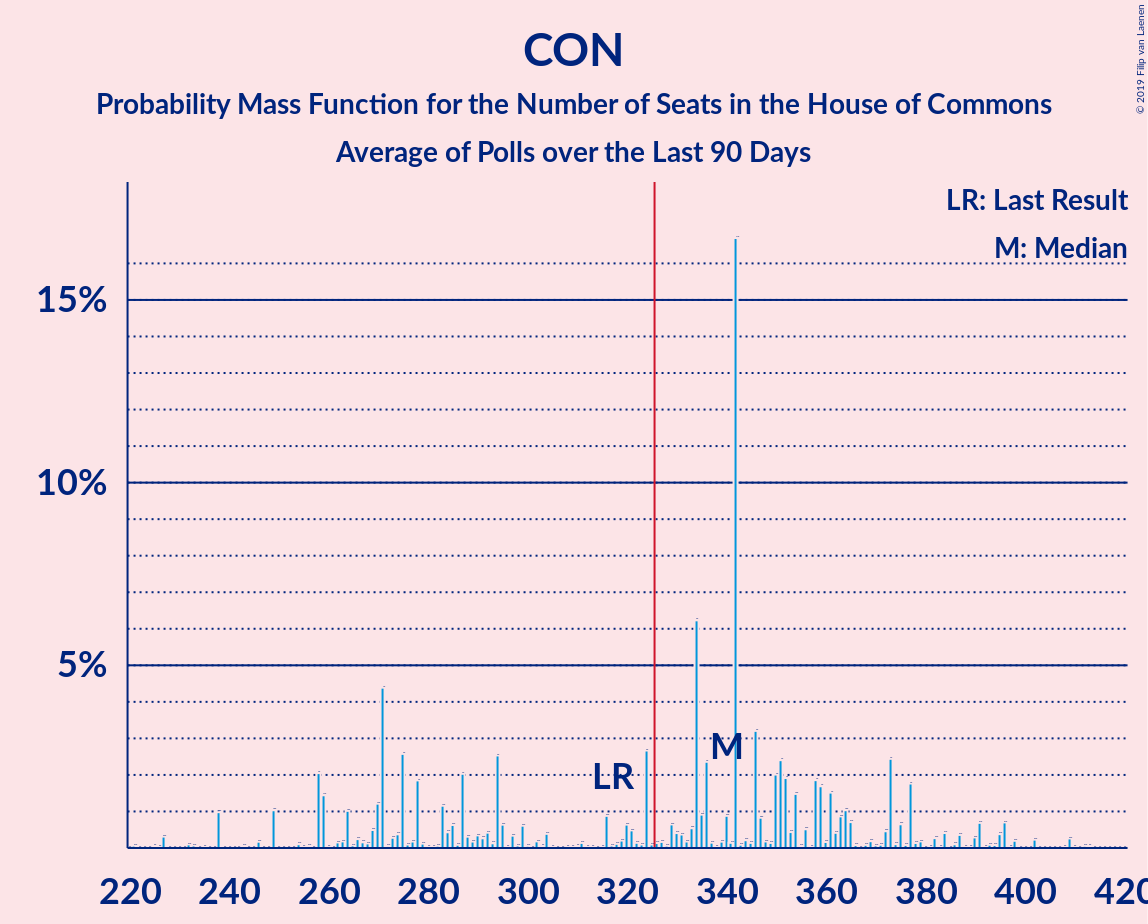 CON
Probability Mass Function for the Number of Seats in the House of Commons
Average of Polls over the Last 90 Days
© 2019 Filip van Laenen
LR: Last Result
M: Median
15%
10%
5%
LR
M
220 240 260 280 300 320 340 360 380 400 420